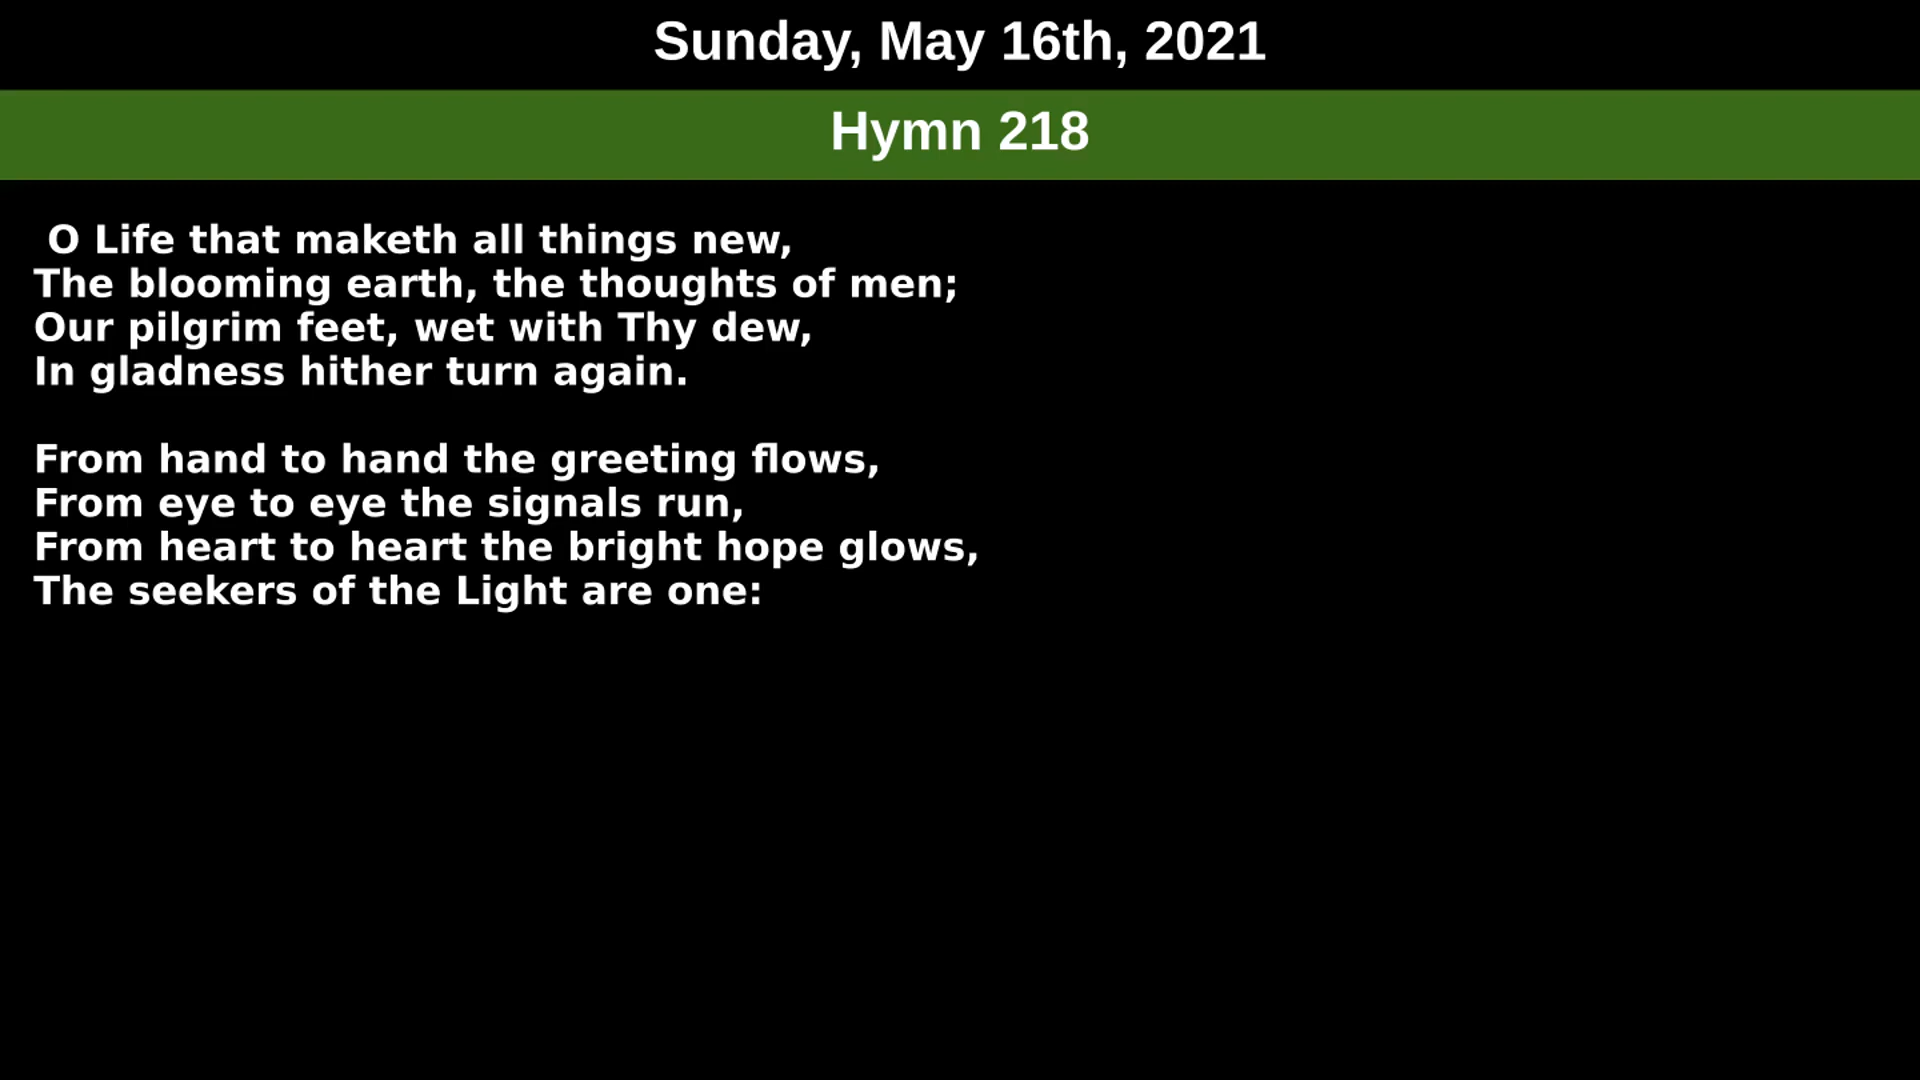 Sunday, May 16th, 2021
Hymn 218
O Life that maketh all things new,
The blooming earth, the thoughts of men;
Our pilgrim feet, wet with Thy dew,
In gladness hither turn again.
From hand to hand the greeting flows,
From eye to eye the signals run,
From heart to heart the bright hope glows,
The seekers of the Light are one: